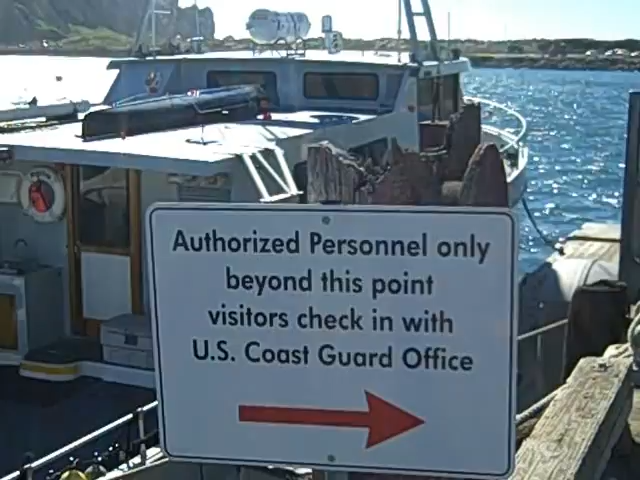 Authorized Personnel only
beyond this point
visitors check in with
U.S. Coast Guard Office